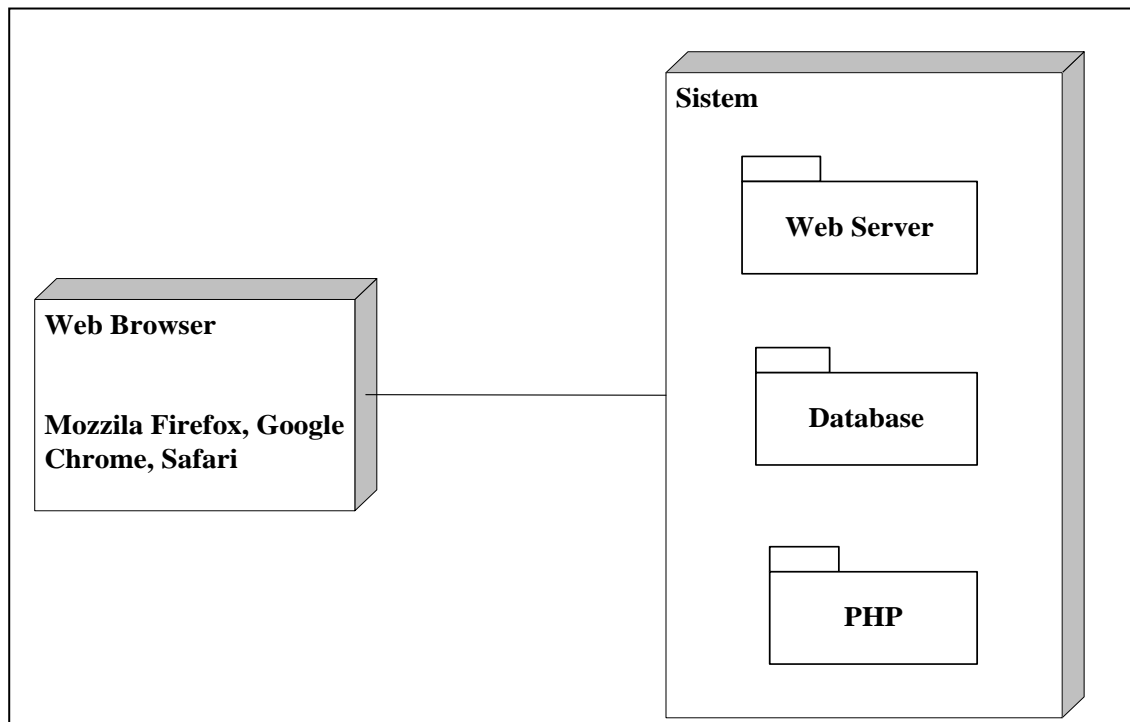 Sistem
Web Server
Web Browser
Mozzila Firefox, Google
Chrome, Safari
Database
PHP